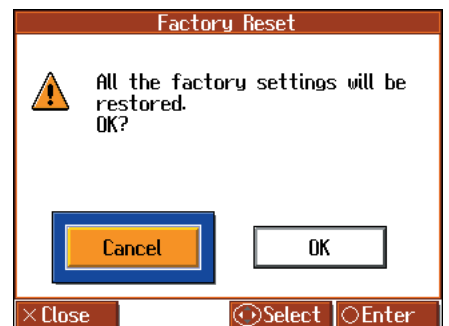 Factory Reset
All the factory settings will be
restored.
OK?
Cancel OK
×Close Select Enter